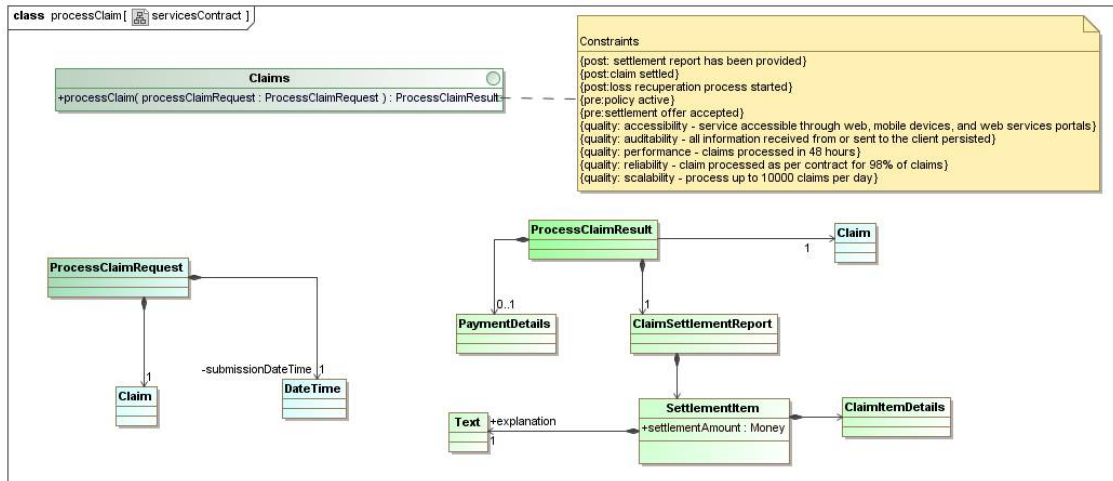 class processClaim[ servicesContract ]
Claims
+processClaim( processClaimRequest : ProcessClaimRequest ) : ProcessClaimResult
Constraints
{post: settlement report has been provided}
{post:claim settled}
{post:loss recuperation process started}
{pre:policy active}
{pre:settlement offer accepted}
{quality: accessibility - service accessible through web, mobile devices, and web services portals}
{quality: auditability - all information received from or sent to the client persisted}
{quality: performance - claims processed in 48 hours}
{quality: reliability - claim processed as per contract for 98% of claims}
{quality: scalability - process up to 10000 claims per day}
ProcessClaimResult
1
Claim
ProcessClaimRequest
0..1
1
PaymentDetails
ClaimSettlementReport
-submissionDateTime
1
1
Claim
DateTime
Text
+explanation
1
SettlementItem
+settlementAmount : Money
ClaimItemDetails